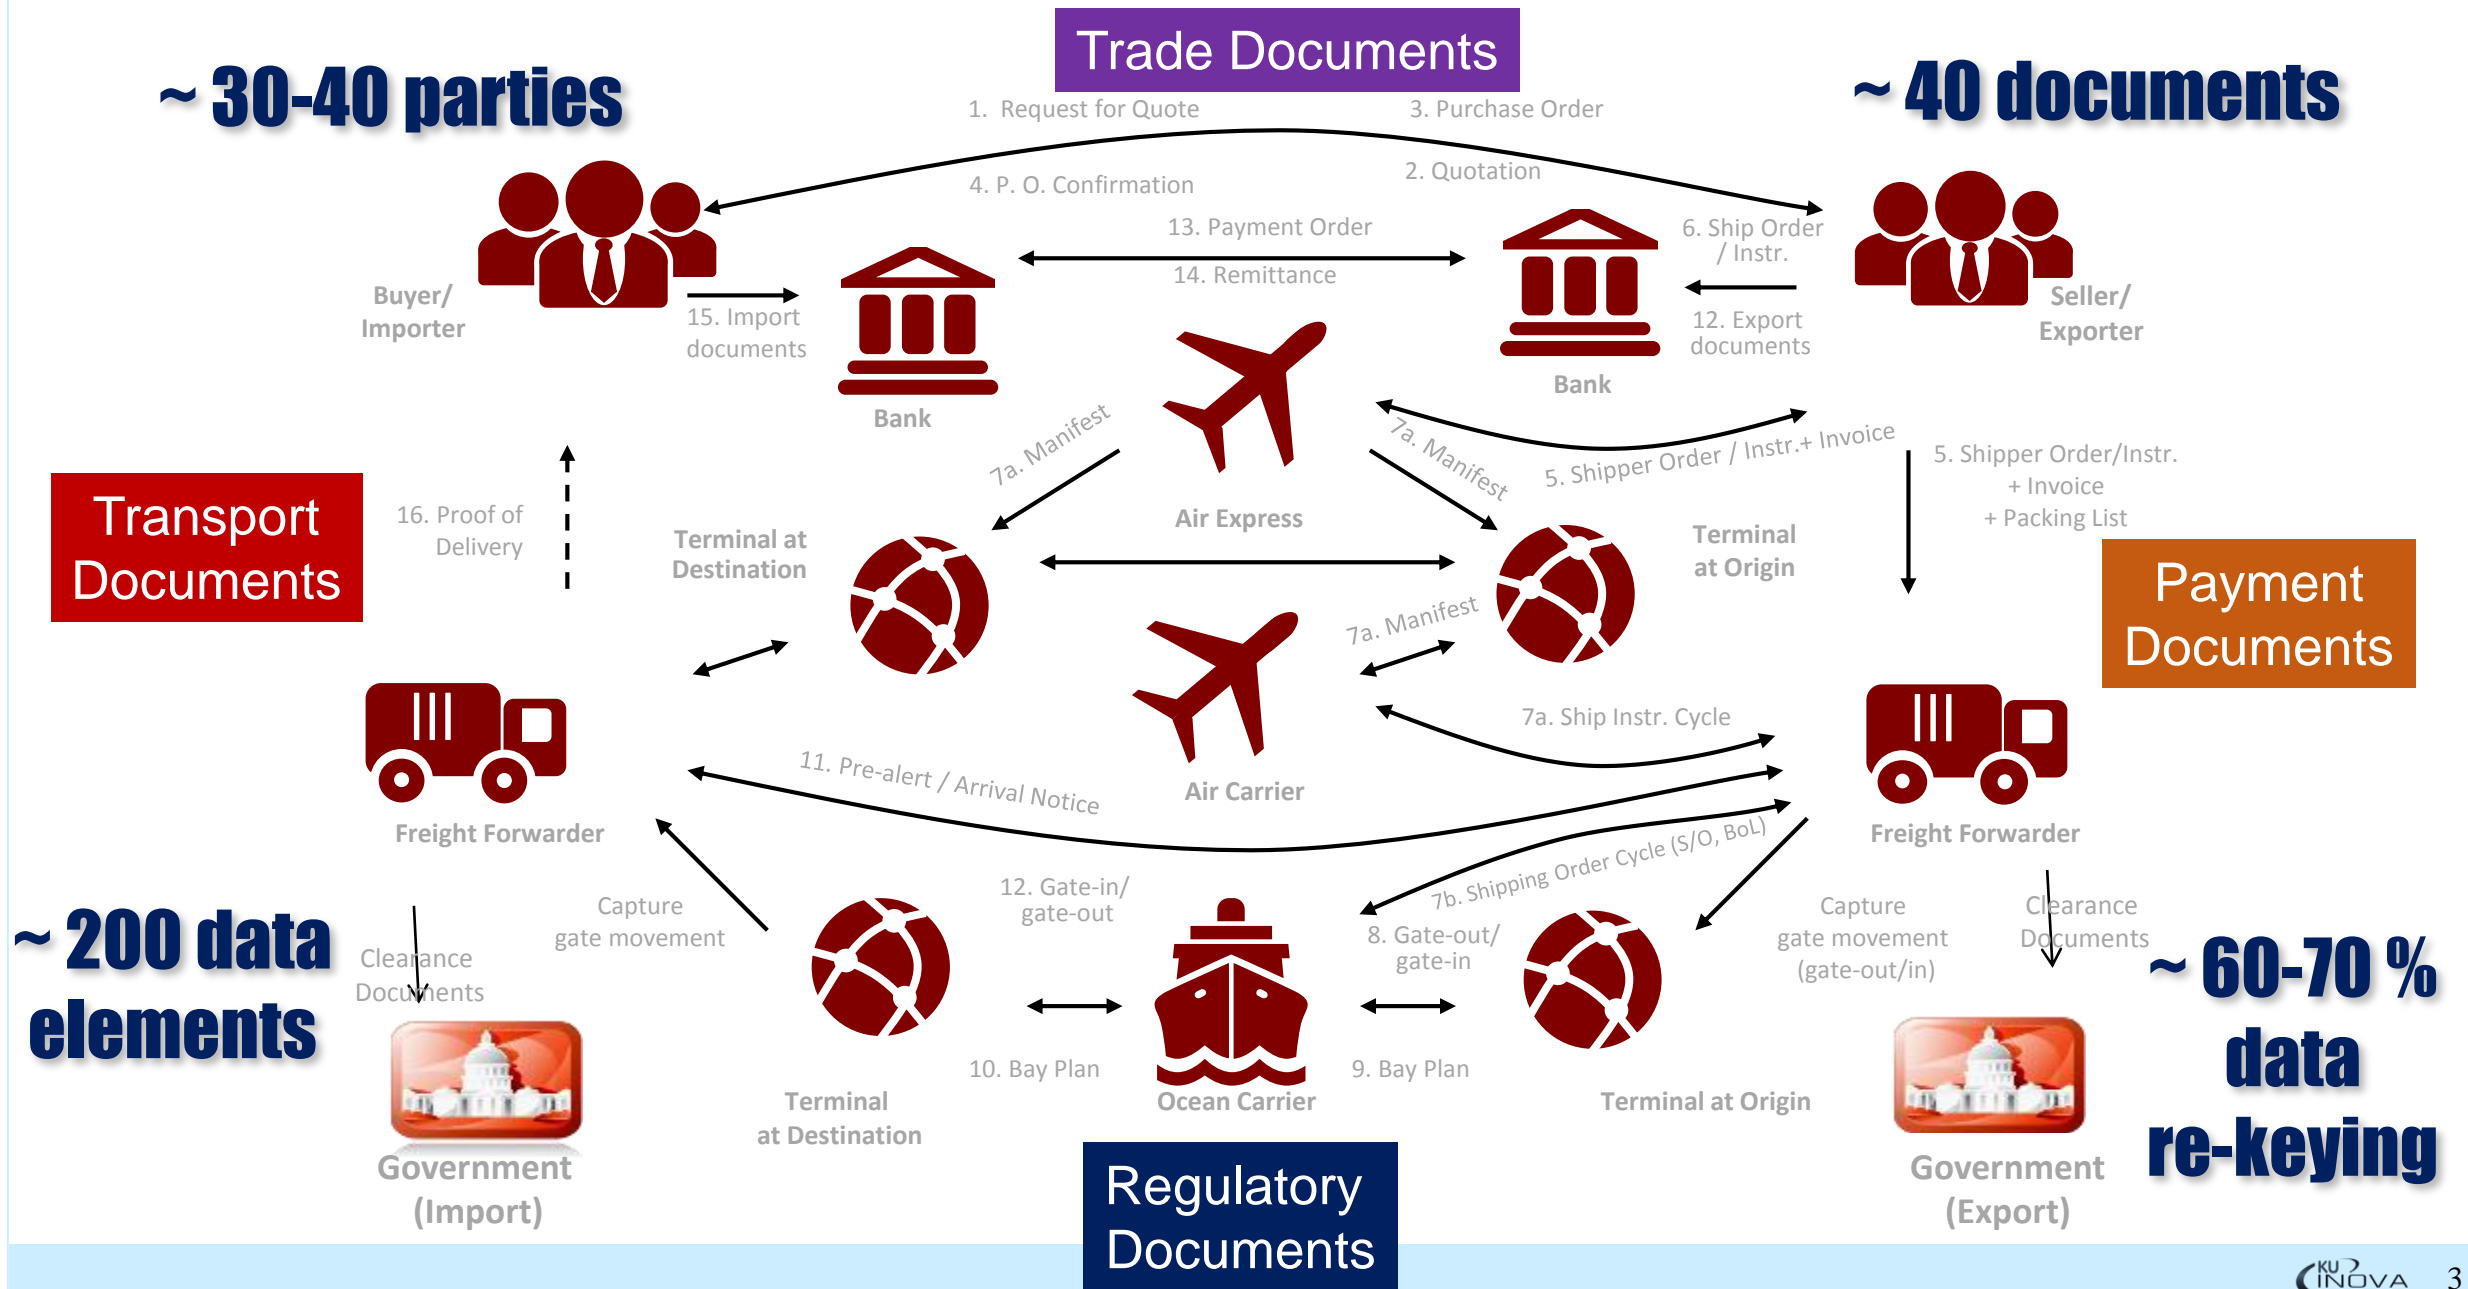 Trade Documents
~ 30-40 parties
~ 40 documents
1. Request for Quote
3. Purchase Order
4. P. O. Confirmation
2. Quotation
13. Payment Order
14. Remittance
6. Ship Order
/ Instr.
Buyer/
Importer
15. Import
documents
Bank
12. Export
documents
Bank
Seller/
Exporter
7a. Manifest
7a. Manifest
5. Shipper Order / Instr.+ Invoice
5. Shipper Order/Instr.
+ Invoice
+ Packing List
Transport
Documents
16. Proof of
Delivery
Terminal at
Destination
Air Express
Terminal
at Origin
Payment
Documents
7a. Manifest
7a. Ship Instr. Cycle
11. Pre-alert / Arrival Notice
Air Carrier
Freight Forwarder
Freight Forwarder
7b. Shipping Order Cycle (S/O, BoL)
~ 200 data
elements
Clearance
Documents
Capture
gate movement
12. Gate-in/
gate-out
8. Gate-out/
gate-in
Capture
gate movement
(gate-out/in)
Clearance
Documents
~ 60-70 %
data
re-keying
10. Bay Plan
9. Bay Plan
Terminal
at Destination
Ocean Carrier
Terminal at Origin
Government
(Import)
Government
(Export)
Regulatory
Documents
KU
INOVA
3